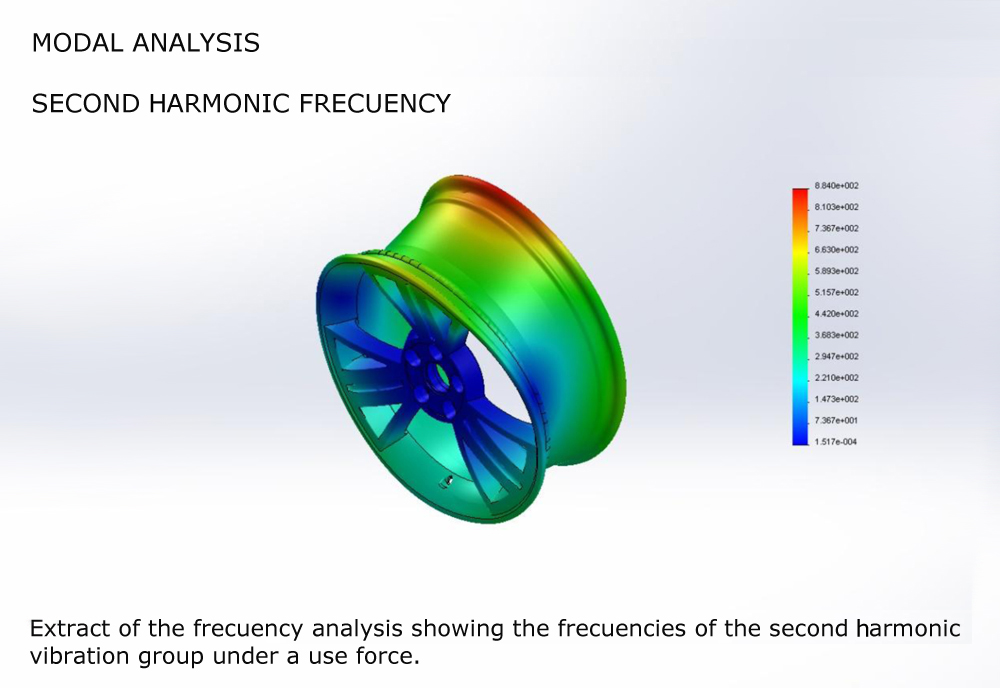 MODAL ANALYSIS
SECOND HARMONIC FRECUENCY
8.840e+002
8.103e+002
7.367e+002
6.630e+002
5.893e+002
5.157e+002
4.420e+002
3.683e+002
2.947e+002
2.210e+002
1.473e+002
7.367e+001
1.517e-004
Extract of the frecuency analysis showing the frecuencies of the second harmonic
vibration group under a use force.